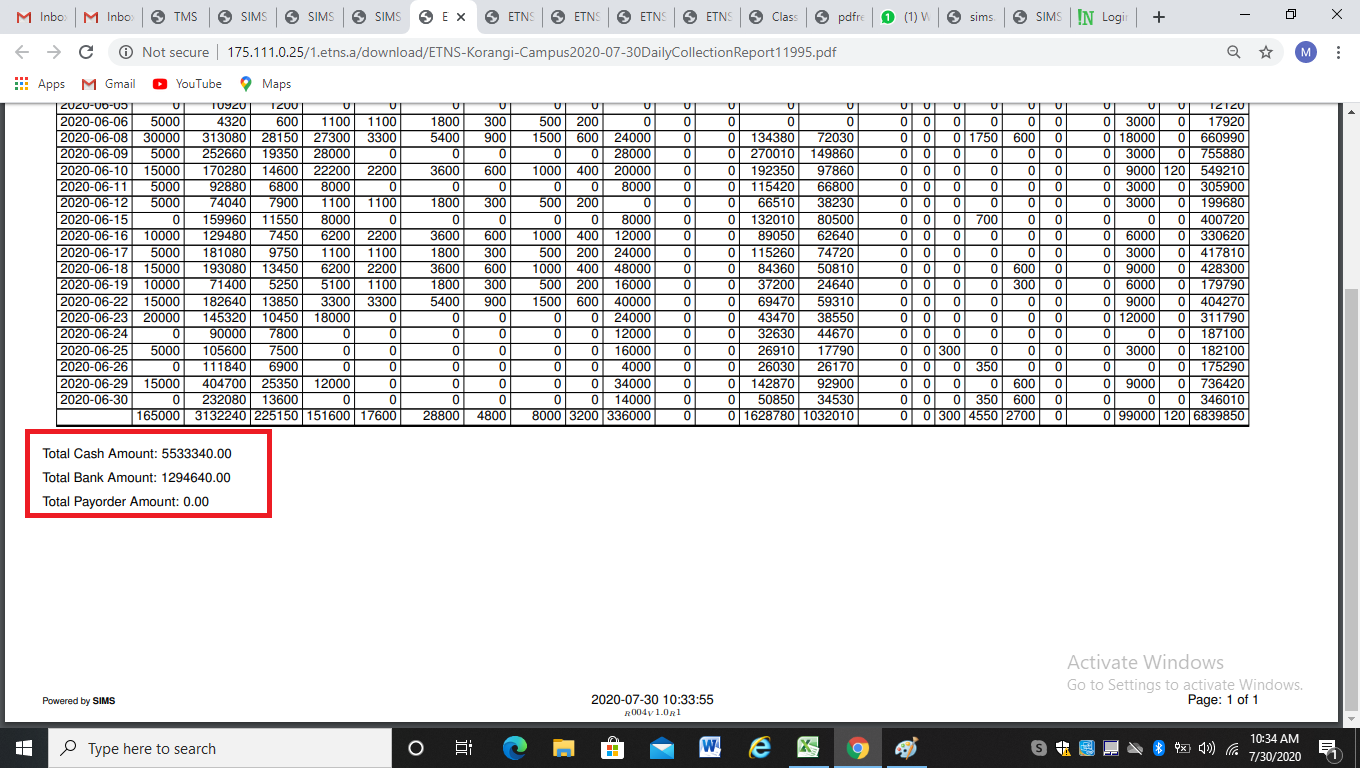 Inbo Inbo TMS SIMS SIMS SIMS E ETNS ETNS ETNS ETNS Class pdfre (1) W sims. SIMS Login
Not secure 175.111.0.25/1.etns.a/download/ETNS-Korangi-Campus2020-07-30DailyCollectionReport11995.pdf M
Apps Gmail YouTube Maps
2020-06-05 0 10920 1200 0 0 0 0 0 0 0 0 0 0 0 0 0 0 0 0 0 0 0 0 12120
2020-06-06 5000 4320 600 1100 1100 1800 300 500 200 0 0 0 0 0 0 0 0 0 0 0 0 3000 0 17920
2020-06-08 30000 313080 28150 27300 3300 5400 900 1500 600 24000 0 0 134380 72030 0 0 0 1750 600 0 0 18000 0 660990
2020-06-09 5000 252660 19350 28000 0 0 0 0 0 28000 0 0 270010 149860 0 0 0 0 0 0 0 3000 0 755880
2020-06-10 15000 170280 14600 22200 2200 3600 600 1000 400 20000 0 0 192350 97860 0 0 0 0 0 0 0 9000 120 549210
2020-06-11 5000 92880 6800 8000 0 0 0 0 0 8000 0 0 115420 66800 0 0 0 0 0 0 0 3000 0 305900
2020-06-12 5000 74040 7900 1100 1100 1800 300 500 200 0 0 0 66510 38230 0 0 0 0 0 0 0 3000 0 199680
2020-06-15 0 159960 11550 8000 0 0 0 0 0 8000 0 0 132010 80500 0 0 0 700 0 0 0 0 0 400720
2020-06-16 10000 129480 7450 6200 2200 3600 600 1000 400 12000 0 0 89050 62640 0 0 0 0 0 0 0 6000 0 330620
2020-06-17 5000 181080 9750 1100 1100 1800 300 500 200 24000 0 0 115260 74720 0 0 0 0 0 0 0 3000 0 417810
2020-06-18 15000 193080 13450 6200 2200 3600 600 1000 400 48000 0 0 84360 50810 0 0 0 0 600 0 0 9000 0 428300
2020-06-19 10000 71400 5250 5100 1100 1800 300 500 200 16000 0 0 37200 24640 0 0 0 0 300 0 0 6000 0 179790
2020-06-22 15000 182640 13850 3300 3300 5400 900 1500 600 40000 0 0 69470 59310 0 0 0 0 0 0 0 9000 0 404270
2020-06-23 20000 145320 10450 18000 0 0 0 0 0 24000 0 0 43470 38550 0 0 0 0 0 0 0 12000 0 311790
2020-06-24 0 90000 7800 0 0 0 0 0 0 12000 0 0 32630 44670 0 0 0 0 0 0 0 0 0 187100
2020-06-25 5000 105600 7500 0 0 0 0 0 0 16000 0 0 26910 17790 0 0 300 0 0 0 0 3000 0 182100
2020-06-26 0 111840 6900 0 0 0 0 0 0 4000 0 0 26030 26170 0 0 0 350 0 0 0 0 0 175290
2020-06-29 15000 404700 25350 12000 0 0 0 0 0 34000 0 0 142870 92900 0 0 0 0 600 0 0 9000 0 736420
2020-06-30 0 232080 13600 0 0 0 0 0 0 14000 0 0 50850 34530 0 0 0 350 600 0 0 0 0 346010
165000 3132240 225150 151600 17600 28800 4800 8000 3200 336000 0 0 1628780 1032010 0 0 300 4550 2700 0 0 99000 120 6839850
Total Cash Amount: 5533340.00
Total Bank Amount: 1294640.00
Total Payorder Amount: 0.00
Activate Windows
Go to Settings to activate Windows.
Powered by SIMS 2020-07-30 10:33:55 Page: 1 of 1
R004V1.0R1
Type here to search 10:34 AM
7/30/2020 1